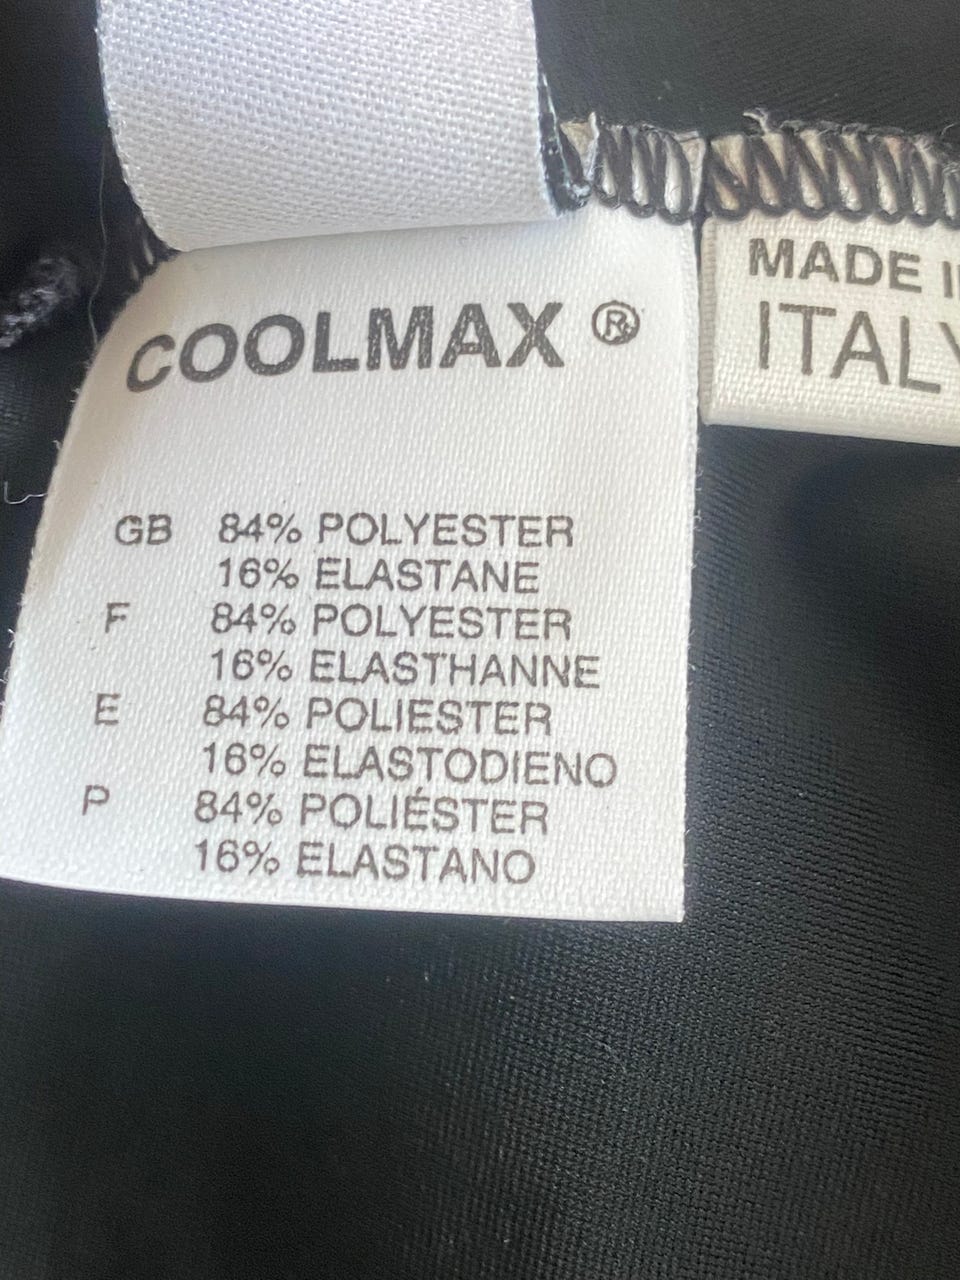 COOLMAX ®
GB 84% POLYESTER
16% ELASTANE
F 84% POLYESTER
16% ELASTHANNE
E 84% POLIESTER
16% ELASTODIENO
P 84% POLIÉSTER
16% ELASTANO
MADE
ITALY